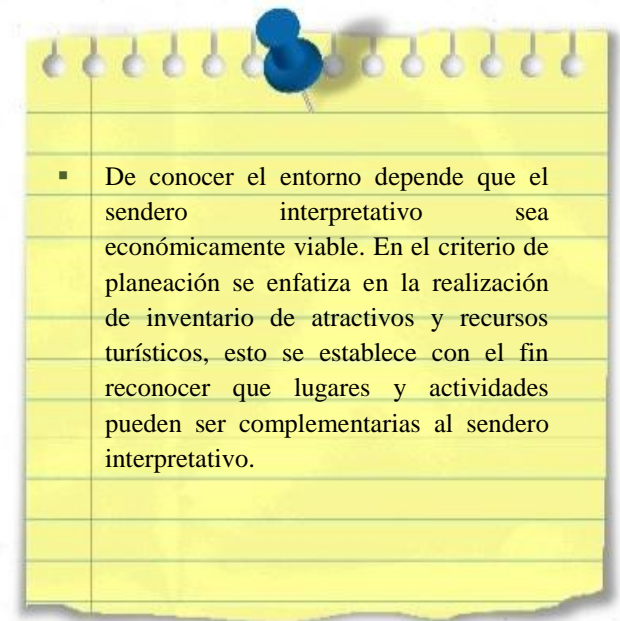 ▪ De conocer el entorno depende que el
sendero interpretativo sea
económicamente viable. En el criterio de
planeación se enfatiza en la realización
de inventario de atractivos y recursos
turísticos, esto se establece con el fin
reconocer que lugares y actividades
pueden ser complementarias al sendero
interpretativo.